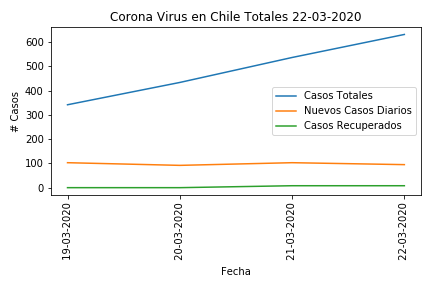 Corona Virus en Chile Totales 22-03-2020
# Casos
600
500
400
300
200
100
0
Casos Totales
Nuevos Casos Diarios
Casos Recuperados
19-03-2020
20-03-2020
21-03-2020
22-03-2020
Fecha